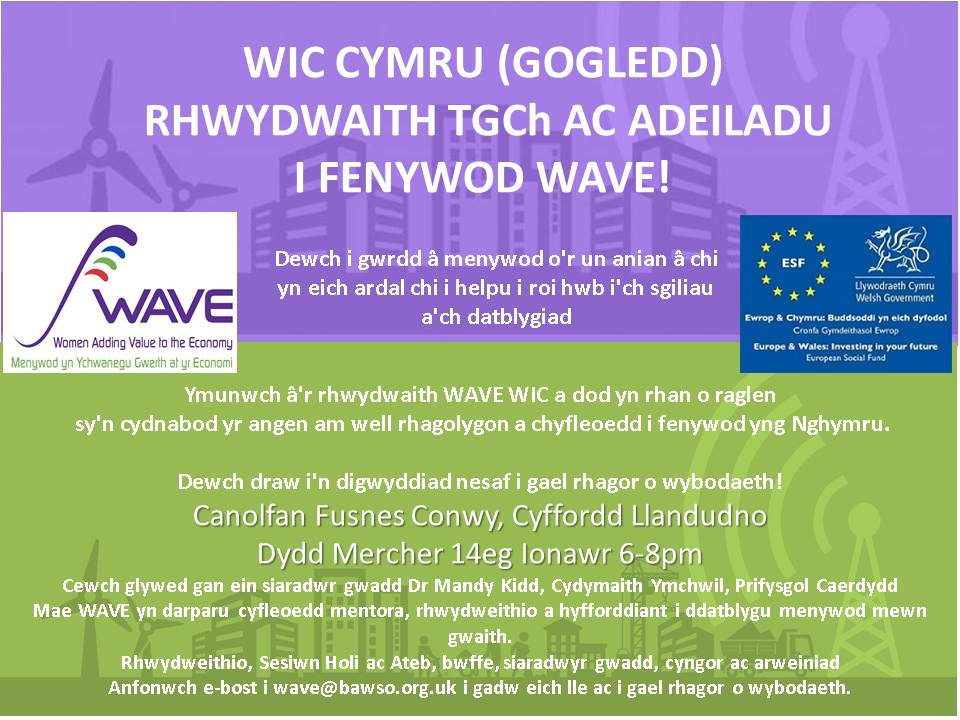 WIC CYMRU (GOGLEDD)
RHWYDWAITH TGCh AC ADEILADU
I FENYWOD WAVE!
WAVE
Women Adding Value to the Economy
Menywod yn Ychwanegu Gwerth at yr Economi
Dewch i gwrdd â menywod o'r un anian â chi
yn eich ardal chi i helpu i roi hwb i'ch sgiliau
a'ch datblygiad
ESF
Llywodraeth Cymru
Welsh Government
Ewrop & Chymru: Buddsoddi yn eich dyfodol
Cronfa Gymdeithasol Ewrop
Europe & Wales: Investing in your future
European Social Fund
Ymunwch â'r rhwydwaith WAVE WIC a dod yn rhan o raglen
sy'n cydnabod yr angen am well rhagolygon a chyfleoedd i fenywod yng Nghymru.
Dewch draw i'n digwyddiad nesaf i gael rhagor o wybodaeth!
Canolfan Fusnes Conwy, Cyffordd Llandudno
Dydd Mercher 14eg Ionawr 6-8pm
Cewch glywed gan ein siaradwr gwadd Dr Mandy Kidd, Cydymaith Ymchwil, Prifysgol Caerdydd
Mae WAVE yn darparu cyfleoedd mentora, rhwydweithio a hyfforddiant i ddatblygu menywod mewn
gwaith.
Rhwydweithio, Sesiwn Holi ac Ateb, bwffe, siaradwyr gwadd, cyngor ac arweiniad
Anfonwch e-bost i wave@bawso.org.uk i gadw eich lle ac i gael rhagor o wybodaeth.